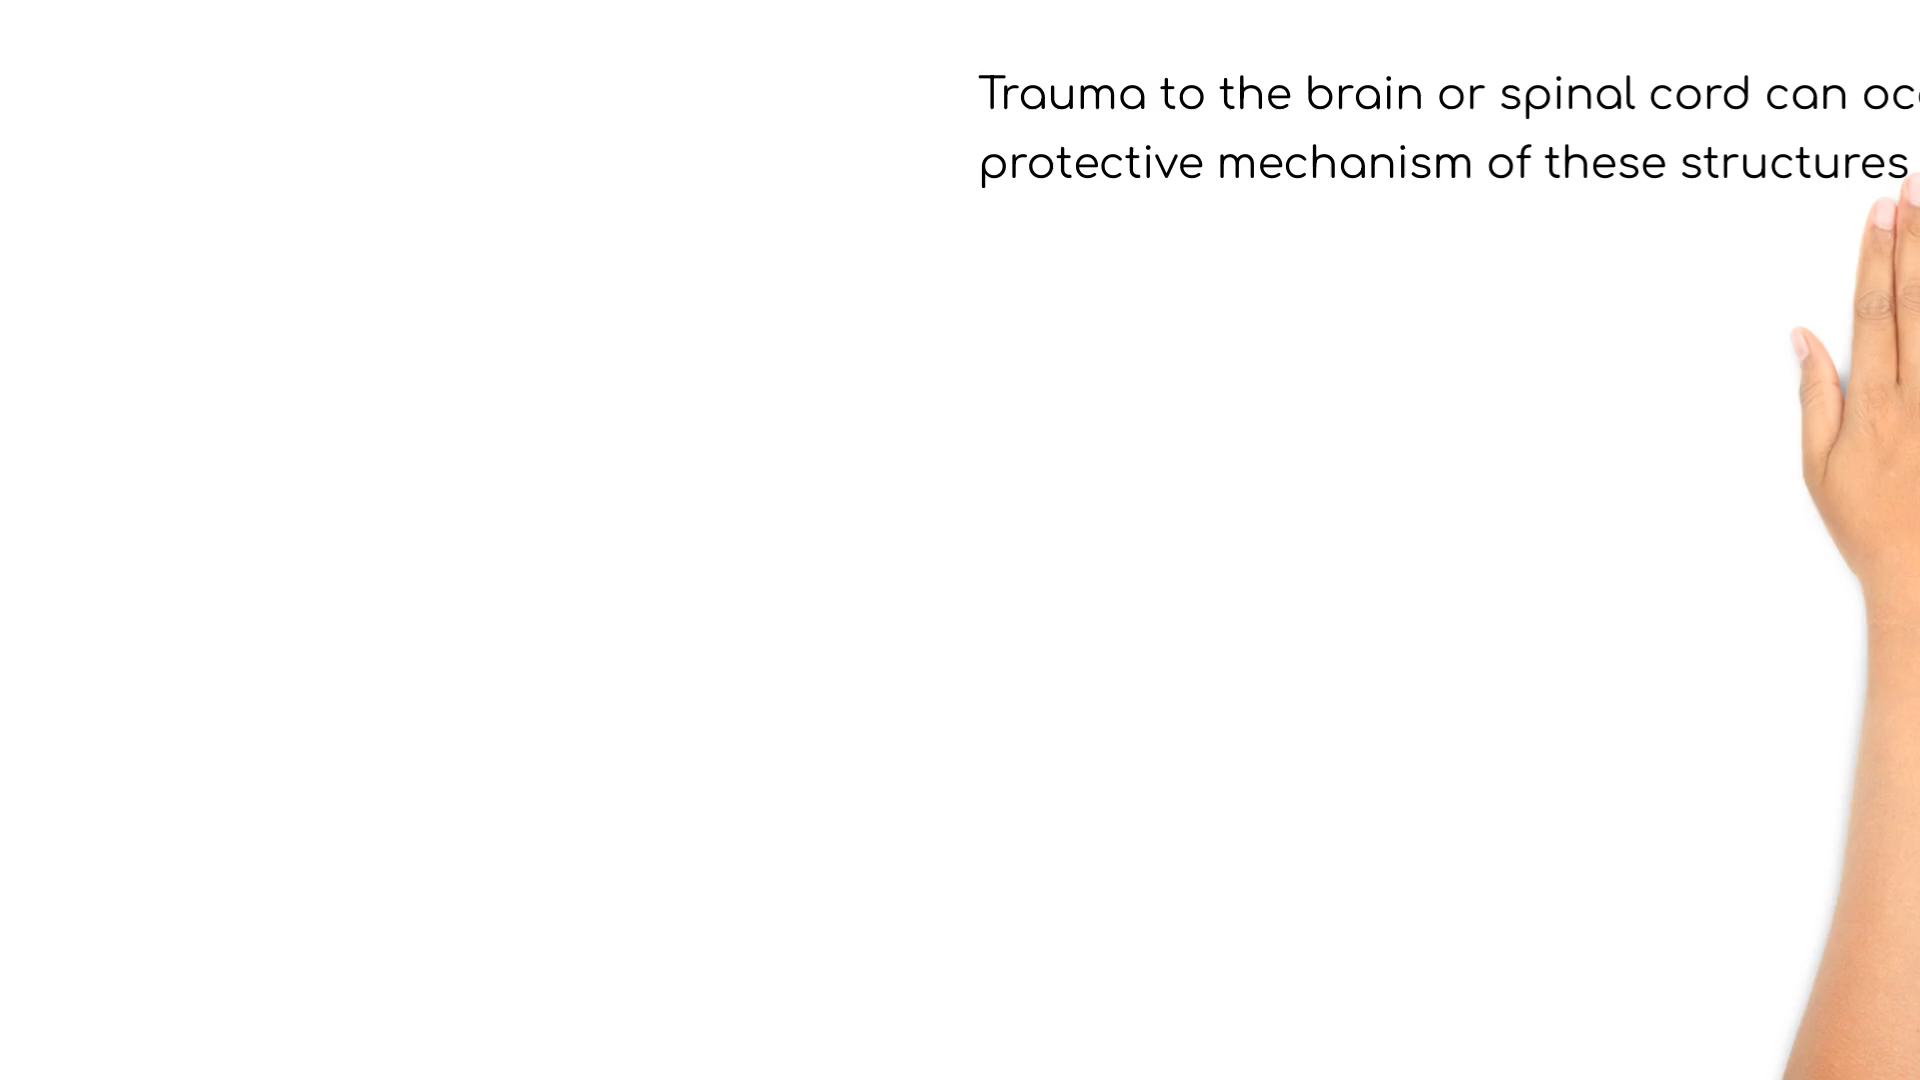 Trauma to the brain or spinal cord can
protective mechanism of these structures